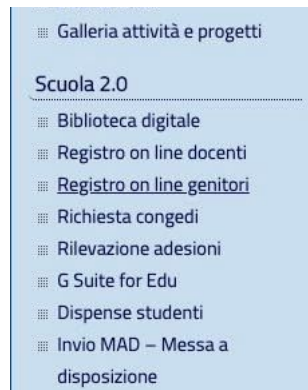 Galleria attività e progetti
Scuola 2.0
Biblioteca digitale
Registro on line docenti
Registro on line genitori
Richiesta congedi
Rilevazione adesioni
G Suite for Edu
Dispense studenti
Invio MAD – Messa a
disposizione